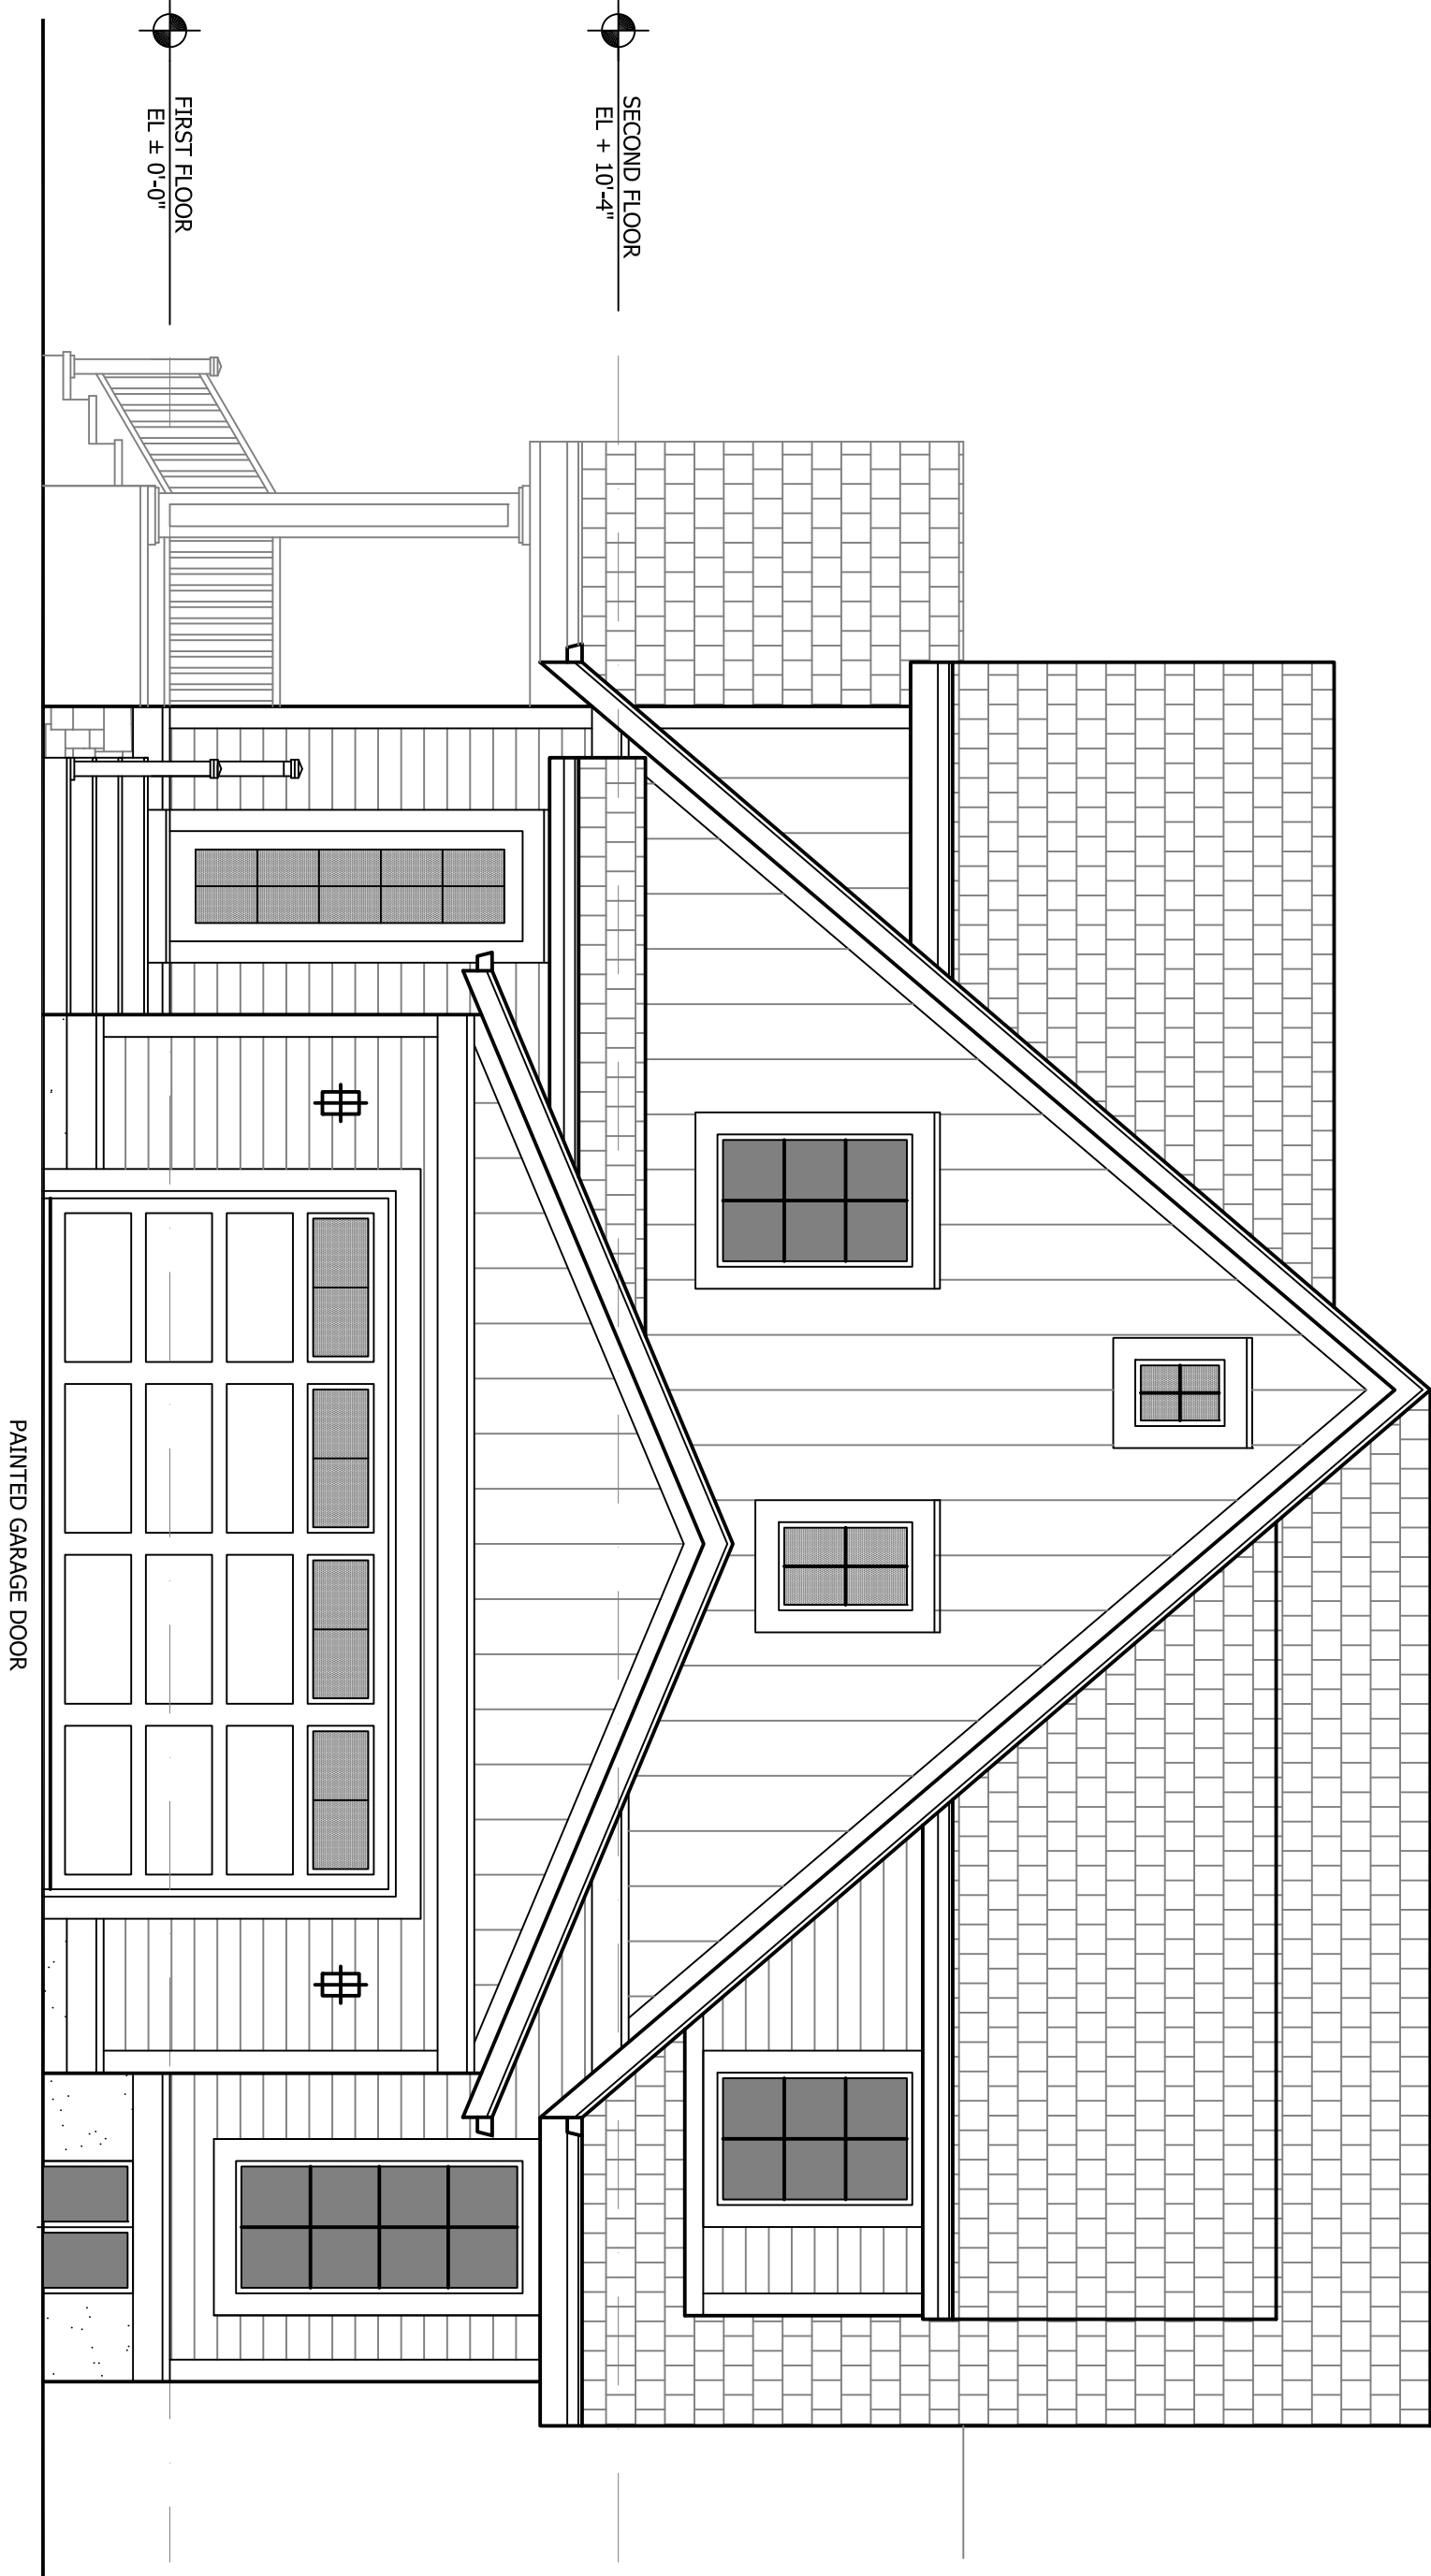 SECOND FLOOR
EL + 10'-4"
FIRST FLOOR
EL ± 0'-0"
PAINTED GARAGE DOOR